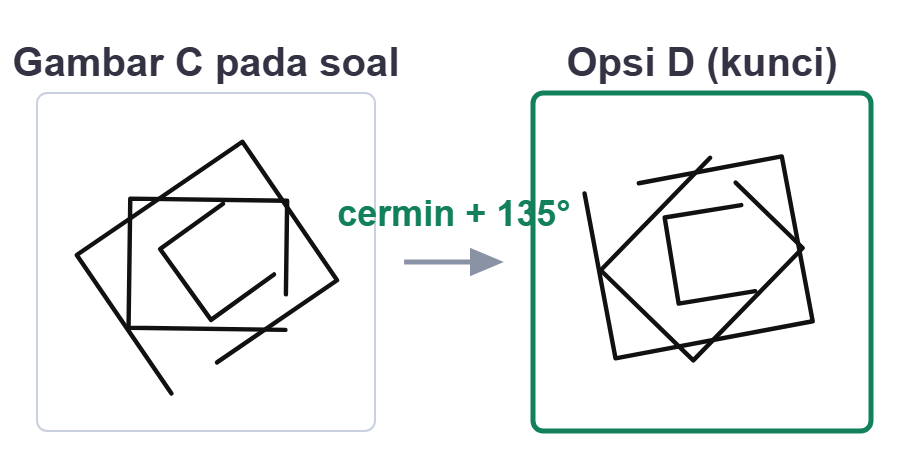 Gambar C pada soal
Opsi D (kunci)
cermin + 135°